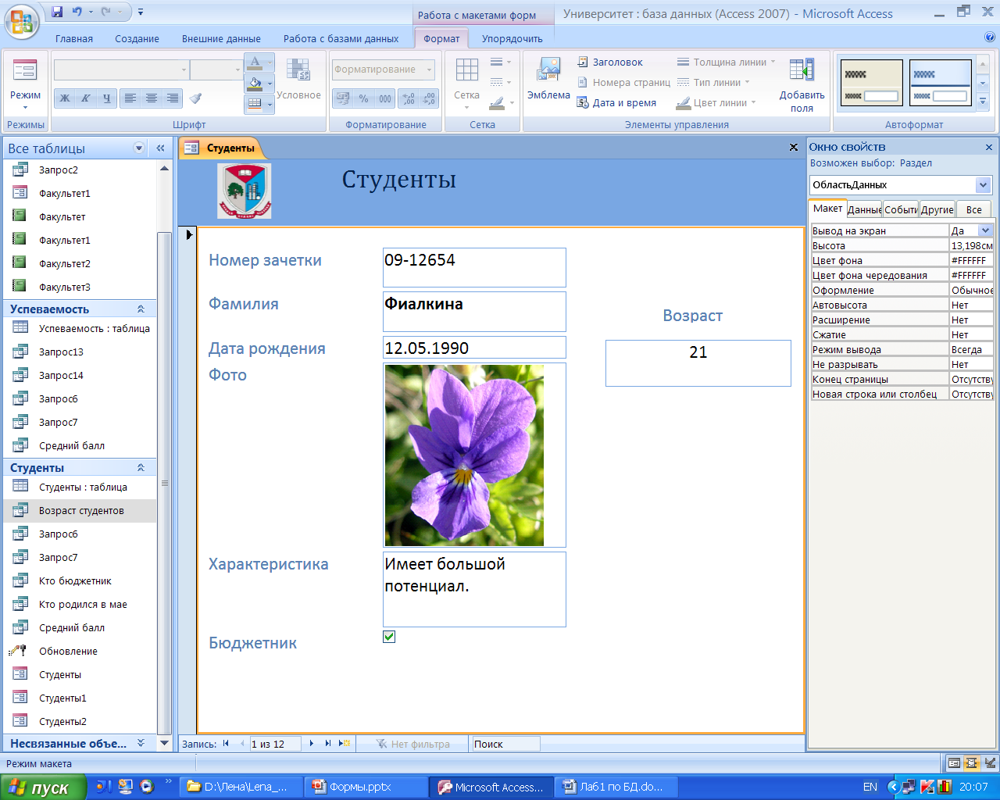 Работа с макетами форм
Университет : база данных (Access 2007) - Microsoft Access
Главная
Создание
Внешние данные
Работа с базами данных
Формат
Упорядочить
Режим
Режимы
Ж К Ч
Условное
Шрифт
Форматирование
% 000
Форматирование
Сетка
Сетка
Эмблема
Заголовок
Номера страниц
Дата и время
Толщина линии
Тип линии
Цвет линии
Добавить
поля
Элементы управления
Автоформат
Все таблицы
Запрос2
Факультет1
Факультет
Факультет1
Факультет2
Факультет3
Успеваемость
Успеваемость : таблица
Запрос13
Запрос14
Запрос6
Запрос7
Средний балл
Студенты
Студенты : таблица
Возраст студентов
Запрос6
Запрос7
Кто бюджетник
Кто родился в мае
Средний балл
Обновление
Студенты
Студенты1
Студенты2
Несвязанные объе...
Студенты
Студенты
Номер зачетки
09-12654
Фамилия
Фиалкина
Дата рождения
12.05.1990
Фото
Возраст
21
Характеристика
Имеет большой
потенциал.
Бюджетник
Запись:
1 из 12
Нет фильтра
Поиск
Окно свойств
Возможен выбор: Раздел
ОбластьДанных
Макет
Данные
Событи
Другие
Все
Вывод на экран Да
Высота 13,198см
Цвет фона #FFFFFF
Цвет фона чередования #FFFFFF
Оформление Обычное
Автовысота Нет
Расширение Нет
Сжатие Нет
Режим вывода Всегда
Не разрывать Нет
Конец страницы Отсутству
Новая строка или столбец Отсутству
Режим макета
пуск
D:\Лена\Lena_...
Формы.pptx
Microsoft Access...
Лаб1 по БД.do...
EN
20:07